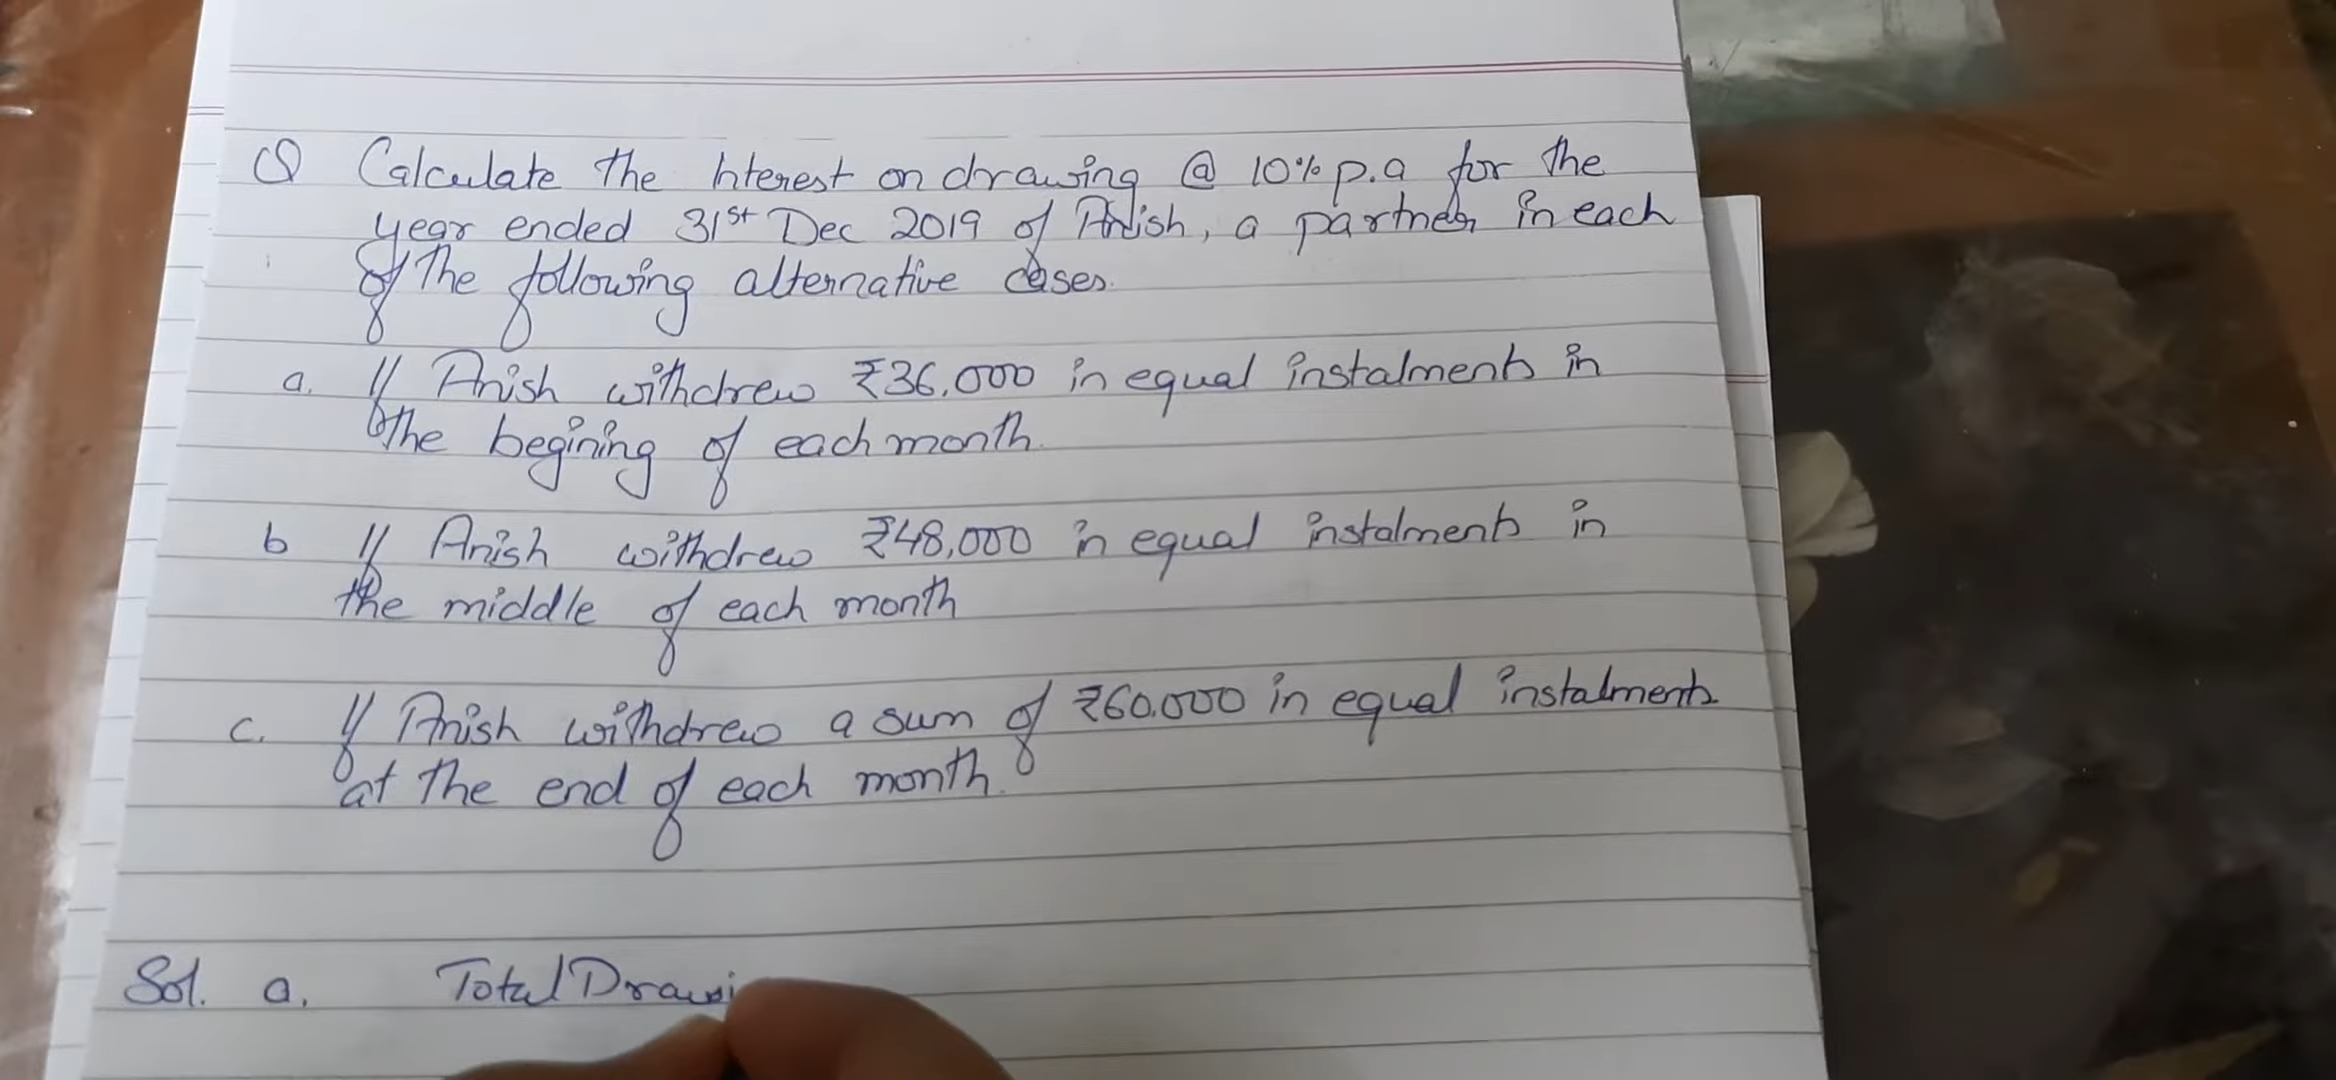 Q Calculate the Interest on drawing @ 10% p.a for the
year ended 31st Dec 2019 of Anish, a partner in each
of the following alternative cases.
a. If Anish withdrew ₹36,000 in equal instalments in
the begining of each month.
b If Anish withdrew ₹48,000 in equal instalments in
the middle of each month
c. If Anish withdrew a sum of ₹60,000 in equal instalments
at the end of each month.
Sol. a. Total Drawi